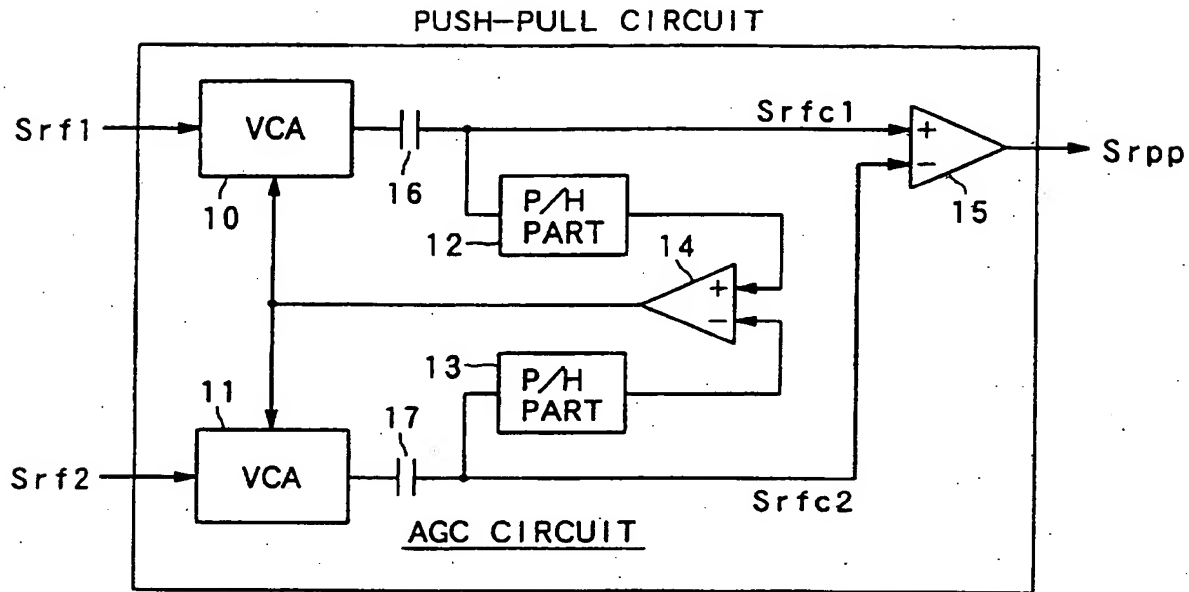 PUSH-PULL CIRCUIT
Srf1
VCA
10
16
Srfc1
+
−
15
Srpp
P/H
PART
12
14
+
−
13
P/H
PART
11
17
Srf2
VCA
Srfc2
AGC CIRCUIT